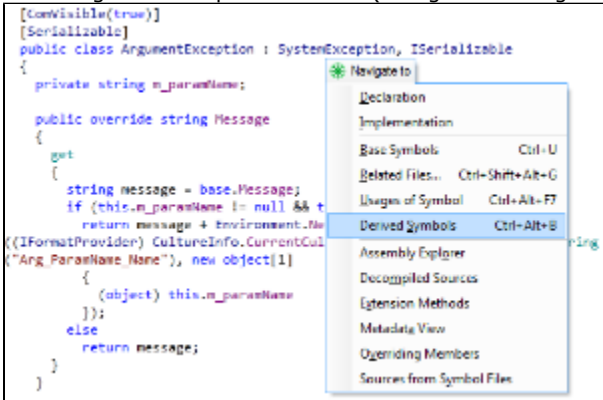 [ComVisible(true)]
[Serializable]
public class ArgumentException : SystemException, ISerializable
{
private string m_paramName;
public override string Message
{
get
{
string message = base.Message;
if (this.m_paramName != null && t
return message + Environment.Ne
((IFormatProvider) CultureInfo.CurrentCul
ring
("Arg_ParamName_Name"), new object[1]
{
(object) this.m_paramName
});
else
return message;
}
}
Navigate to
Declaration
Implementation
Base Symbols Ctrl+U
Related Files... Ctrl+Shift+Alt+G
Usages of Symbol Ctrl+Alt+F7
Derived Symbols Ctrl+Alt+B
Assembly Explorer
Decompiled Sources
Extension Methods
Metadata View
Overriding Members
Sources from Symbol Files